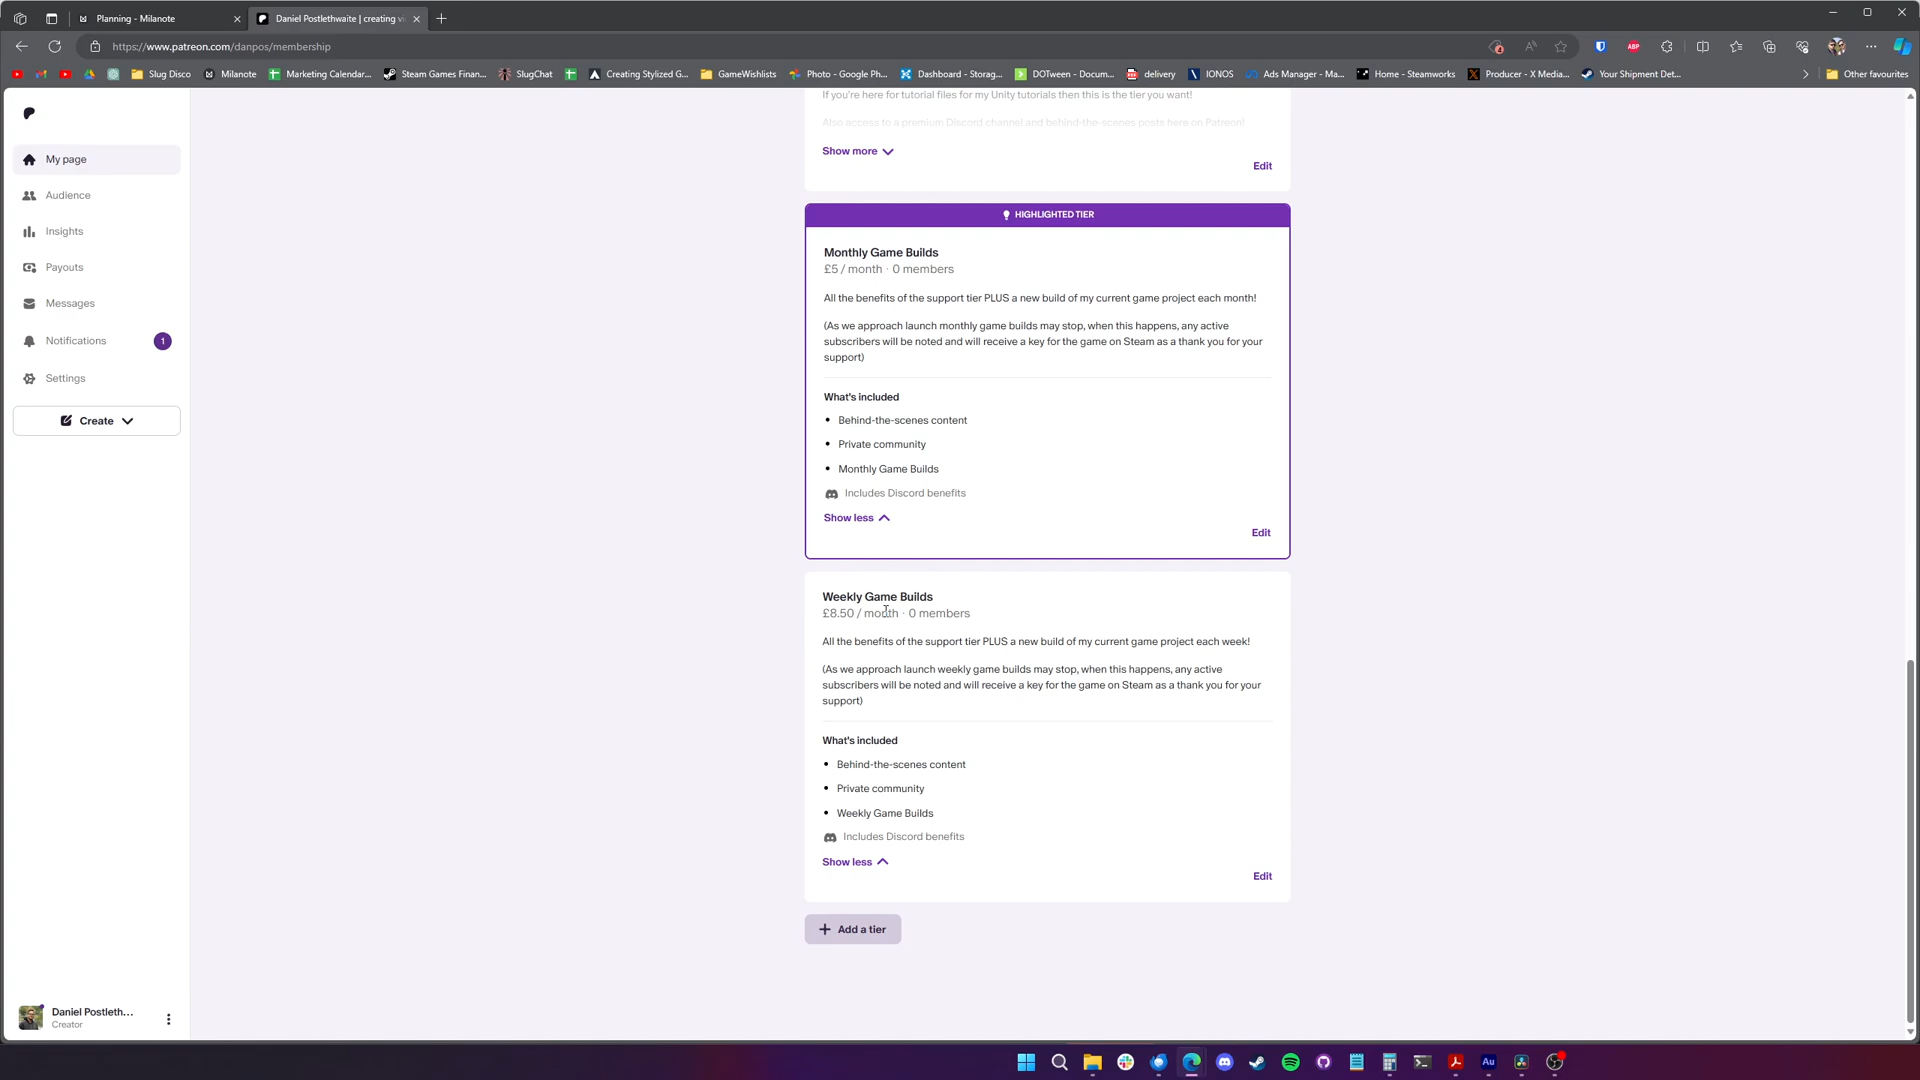 Planning - Milanote
Daniel Postlethwaite | creating vi
https://www.patreon.com/danpos/membership
Slug Disco
Milanote
Marketing Calendar...
Steam Games Finan...
SlugChat
Creating Stylized G...
GameWishlists
Photo - Google Ph...
Dashboard - Storag...
DOTween - Docum...
delivery
IONOS
Ads Manager - Ma...
Home - Steamworks
Producer - X Media...
Your Shipment Det...
Other favourites
My page
Audience
Insights
Payouts
Messages
Notifications
1
Settings
Create
Daniel Postleth...
Creator
If you're here for tutorial files for my Unity tutorials then this is the tier you want!
Also access to a premium Discord channel and behind-the-scenes posts here on Patreon!
Show more
Edit
HIGHLIGHTED TIER
Monthly Game Builds
£5 / month · 0 members
All the benefits of the support tier PLUS a new build of my current game project each month!
(As we approach launch monthly game builds may stop, when this happens, any active
subscribers will be noted and will receive a key for the game on Steam as a thank you for your
support)
What's included
• Behind-the-scenes content
• Private community
• Monthly Game Builds
Includes Discord benefits
Show less
Edit
Weekly Game Builds
£8.50 / month · 0 members
All the benefits of the support tier PLUS a new build of my current game project each week!
(As we approach launch weekly game builds may stop, when this happens, any active
subscribers will be noted and will receive a key for the game on Steam as a thank you for your
support)
What's included
• Behind-the-scenes content
• Private community
• Weekly Game Builds
Includes Discord benefits
Show less
Edit
+ Add a tier
ABP
Au